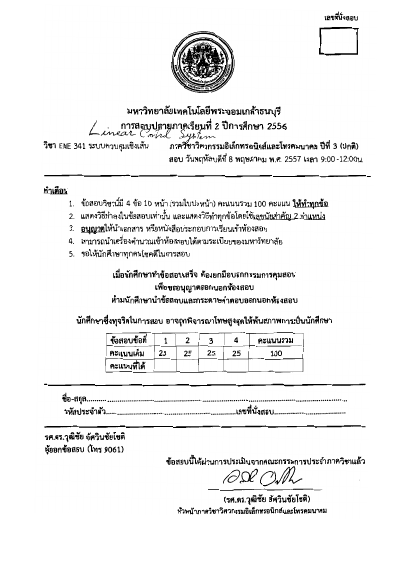 เลขที่นั่งสอบ
มหาวิทยาลัยเทคโนโลยีพระจอมเกล้าธนบุรี
การสอบปลายภาคเรียนที่ 2 ปีการศึกษา 2556
Linear Control System
วิชา ENE 341 ระบบควบคุมเชิงเส้น ภาควิชาวิศวกรรมอิเล็กทรอนิกส์และโทรคมนาคม ปีที่ 3 (ปกติ)
สอบ วันพฤหัสบดีที่ 8 พฤษภาคม พ.ศ. 2557 เวลา 9:00-12:00น.
คำเตือน
1. ข้อสอบวิชานี้มี 4 ข้อ 10 หน้า (รวมใบปะหน้า) คะแนนรวม 100 คะแนน ให้ทำทุกข้อ
2. แสดงวิธีทำลงในข้อสอบเท่านั้น และแสดงวิธีทำทุกข้อโดยใช้เลขนัยสำคัญ 2 ตำแหน่ง
3. อนุญาตให้นำเอกสาร หรือหนังสือประกอบการเรียนเข้าห้องสอบ
4. สามารถนำเครื่องคำนวณเข้าห้องสอบได้ตามระเบียบของมหาวิทยาลัย
5. ขอให้นักศึกษาทุกคนโชคดีในการสอบ
เมื่อนักศึกษาทำข้อสอบเสร็จ ต้องยกมือบอกกรรมการคุมสอบ
เพื่อขออนุญาตออกนอกห้องสอบ
ห้ามนักศึกษานำข้อสอบและกระดาษคำตอบออกนอกห้องสอบ
นักศึกษาซึ่งทุจริตในการสอบ อาจถูกพิจารณาโทษสูงสุดให้พ้นสภาพการเป็นนักศึกษา
ข้อสอบข้อที่ 1 2 3 4 คะแนนรวม
คะแนนเต็ม 25 25 25 25 100
คะแนนที่ได้
ชื่อ-สกุล
รหัสประจำตัว เลขที่นั่งสอบ
รศ.ดร.วุฒิชัย อัศวินชัยโชติ
ผู้ออกข้อสอบ (โทร 9061)
ข้อสอบนี้ได้ผ่านการประเมินจากคณะกรรมการประจำภาควิชาแล้ว
(รศ.ดร.วุฒิชัย อัศวินชัยโชติ)
หัวหน้าภาควิชาวิศวกรรมอิเล็กทรอนิกส์และโทรคมนาคม